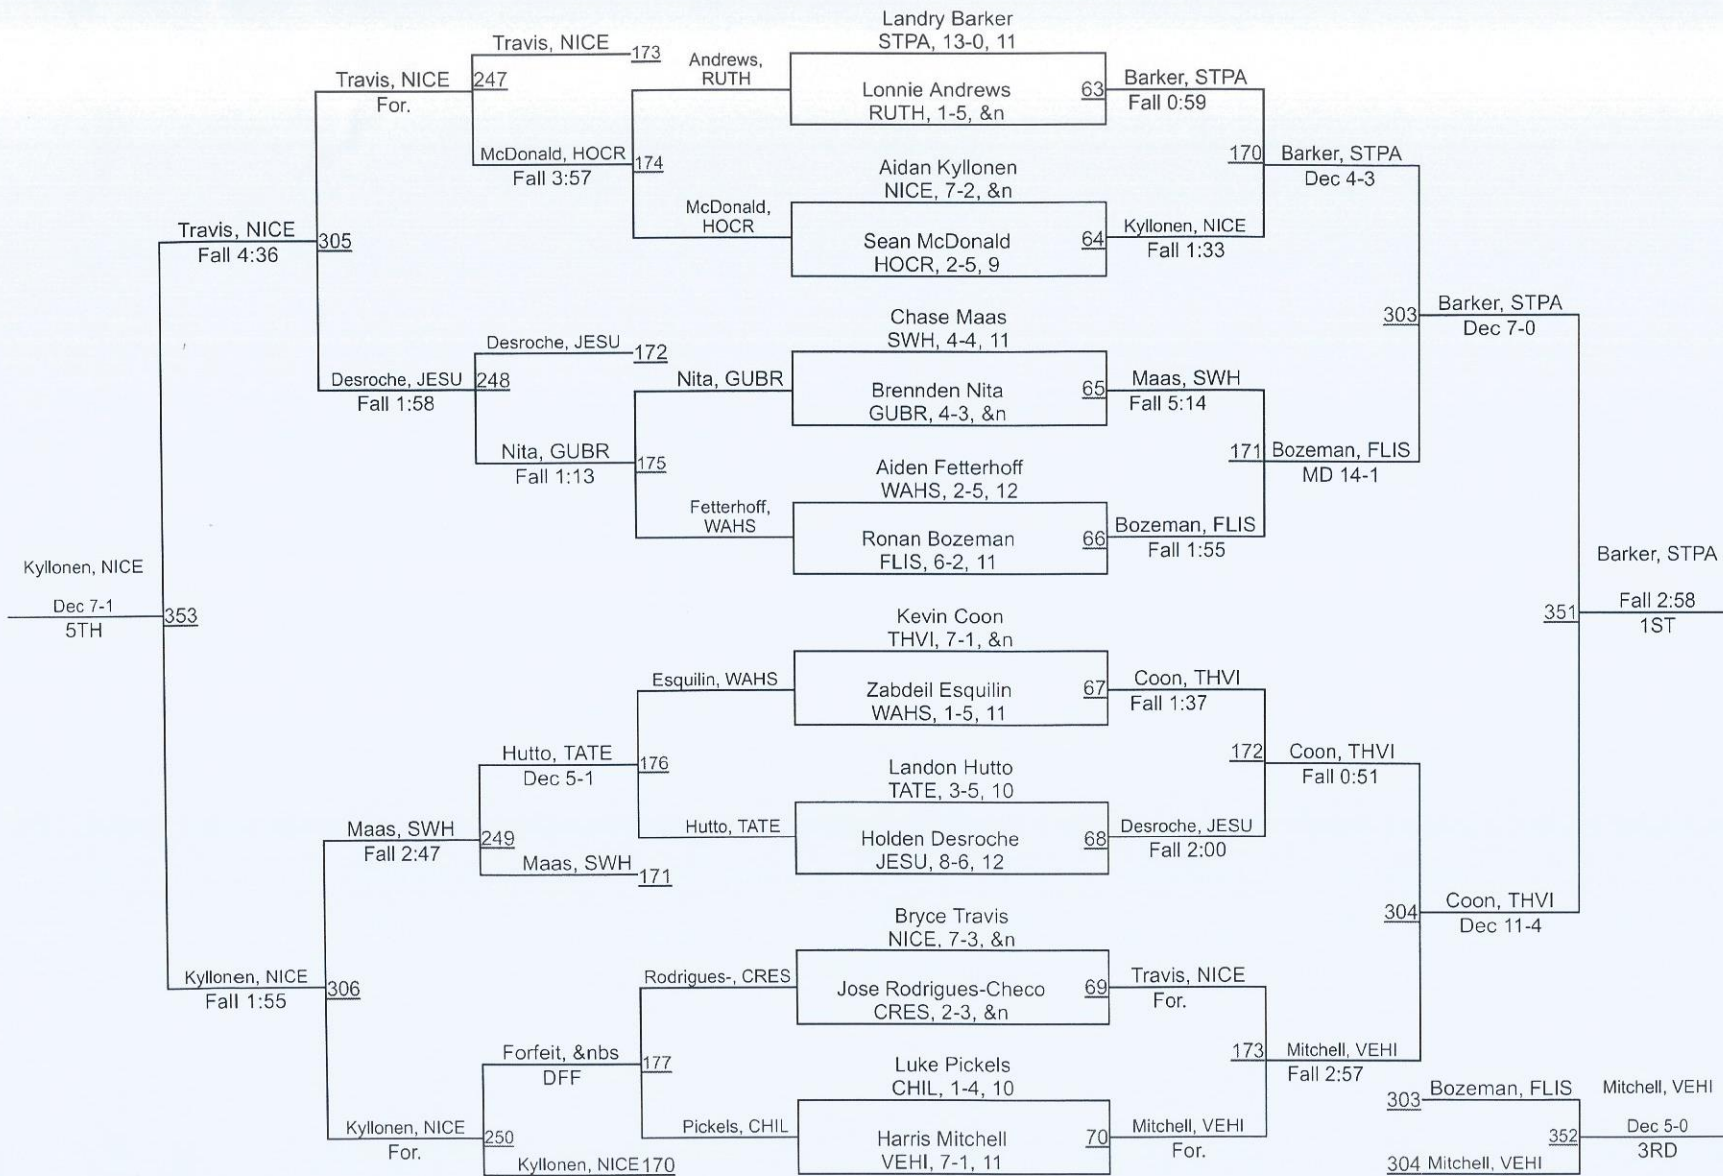 Landry Barker
STPA, 13-0, 11
Travis, NICE
173
Andrews,
RUTH
Travis, NICE
247
For.
Lonnie Andrews
RUTH, 1-5, &n
63
Barker, STPA
Fall 0:59
McDonald, HOCR
174
Fall 3:57
Aidan Kyllonen
NICE, 7-2, &n
170
Barker, STPA
Dec 4-3
McDonald,
HOCR
Travis, NICE
305
Fall 4:36
Sean McDonald
HOCR, 2-5, 9
64
Kyllonen, NICE
Fall 1:33
Chase Maas
SWH, 4-4, 11
303
Barker, STPA
Dec 7-0
Desroche, JESU
172
Desroche, JESU
248
Fall 1:58
Nita, GUBR
Brennden Nita
GUBR, 4-3, &n
65
Maas, SWH
Fall 5:14
Nita, GUBR
175
Fall 1:13
Aiden Fetterhoff
WAHS, 2-5, 12
171
Bozeman, FLIS
MD 14-1
Fetterhoff,
WAHS
Ronan Bozeman
FLIS, 6-2, 11
66
Bozeman, FLIS
Fall 1:55
Kyllonen, NICE
Dec 7-1
5TH
353
Barker, STPA
351
Fall 2:58
1ST
Kevin Coon
THVI, 7-1, &n
Esquilin, WAHS
Zabdeil Esquilin
WAHS, 1-5, 11
67
Coon, THVI
Fall 1:37
Hutto, TATE
176
Dec 5-1
Landon Hutto
TATE, 3-5, 10
172
Coon, THVI
Fall 0:51
Maas, SWH
249
Fall 2:47
Hutto, TATE
Holden Desroche
JESU, 8-6, 12
68
Desroche, JESU
Fall 2:00
Maas, SWH
171
Bryce Travis
NICE, 7-3, &n
304
Coon, THVI
Dec 11-4
Kyllonen, NICE
306
Fall 1:55
Rodrigues-, CRES
Jose Rodrigues-Checo
CRES, 2-3, &n
69
Travis, NICE
For.
Forfeit, &nbs
177
DFF
Luke Pickels
CHIL, 1-4, 10
173
Mitchell, VEHI
Fall 2:57
303
Bozeman, FLIS
Mitchell, VEHI
Kyllonen, NICE
250
For.
Pickels, CHIL
Harris Mitchell
VEHI, 7-1, 11
70
Mitchell, VEHI
For.
352
Dec 5-0
3RD
Kyllonen, NICE
170
304
Mitchell, VEHI